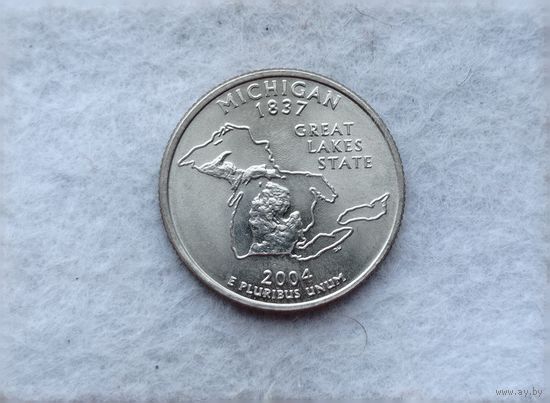 MICHIGAN
1837
GREAT
LAKES
STATE
2004
E PLURIBUS UNUM
www.ay.by